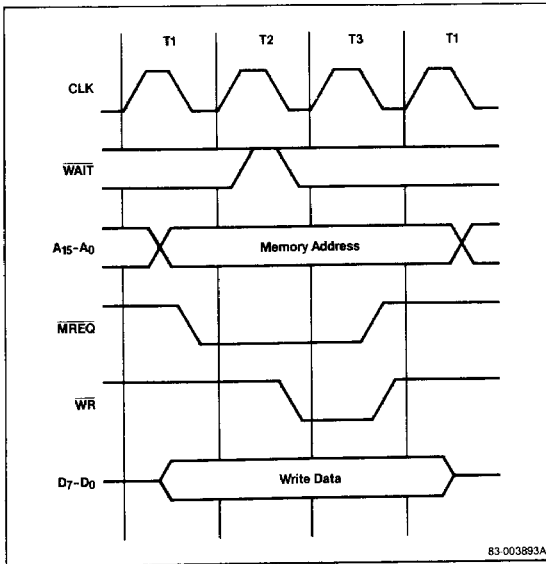 T1 T2 T3 T1
CLK
WAIT
A15-A0 Memory Address
MREQ
WR
D7-D0 Write Data
83-003893A